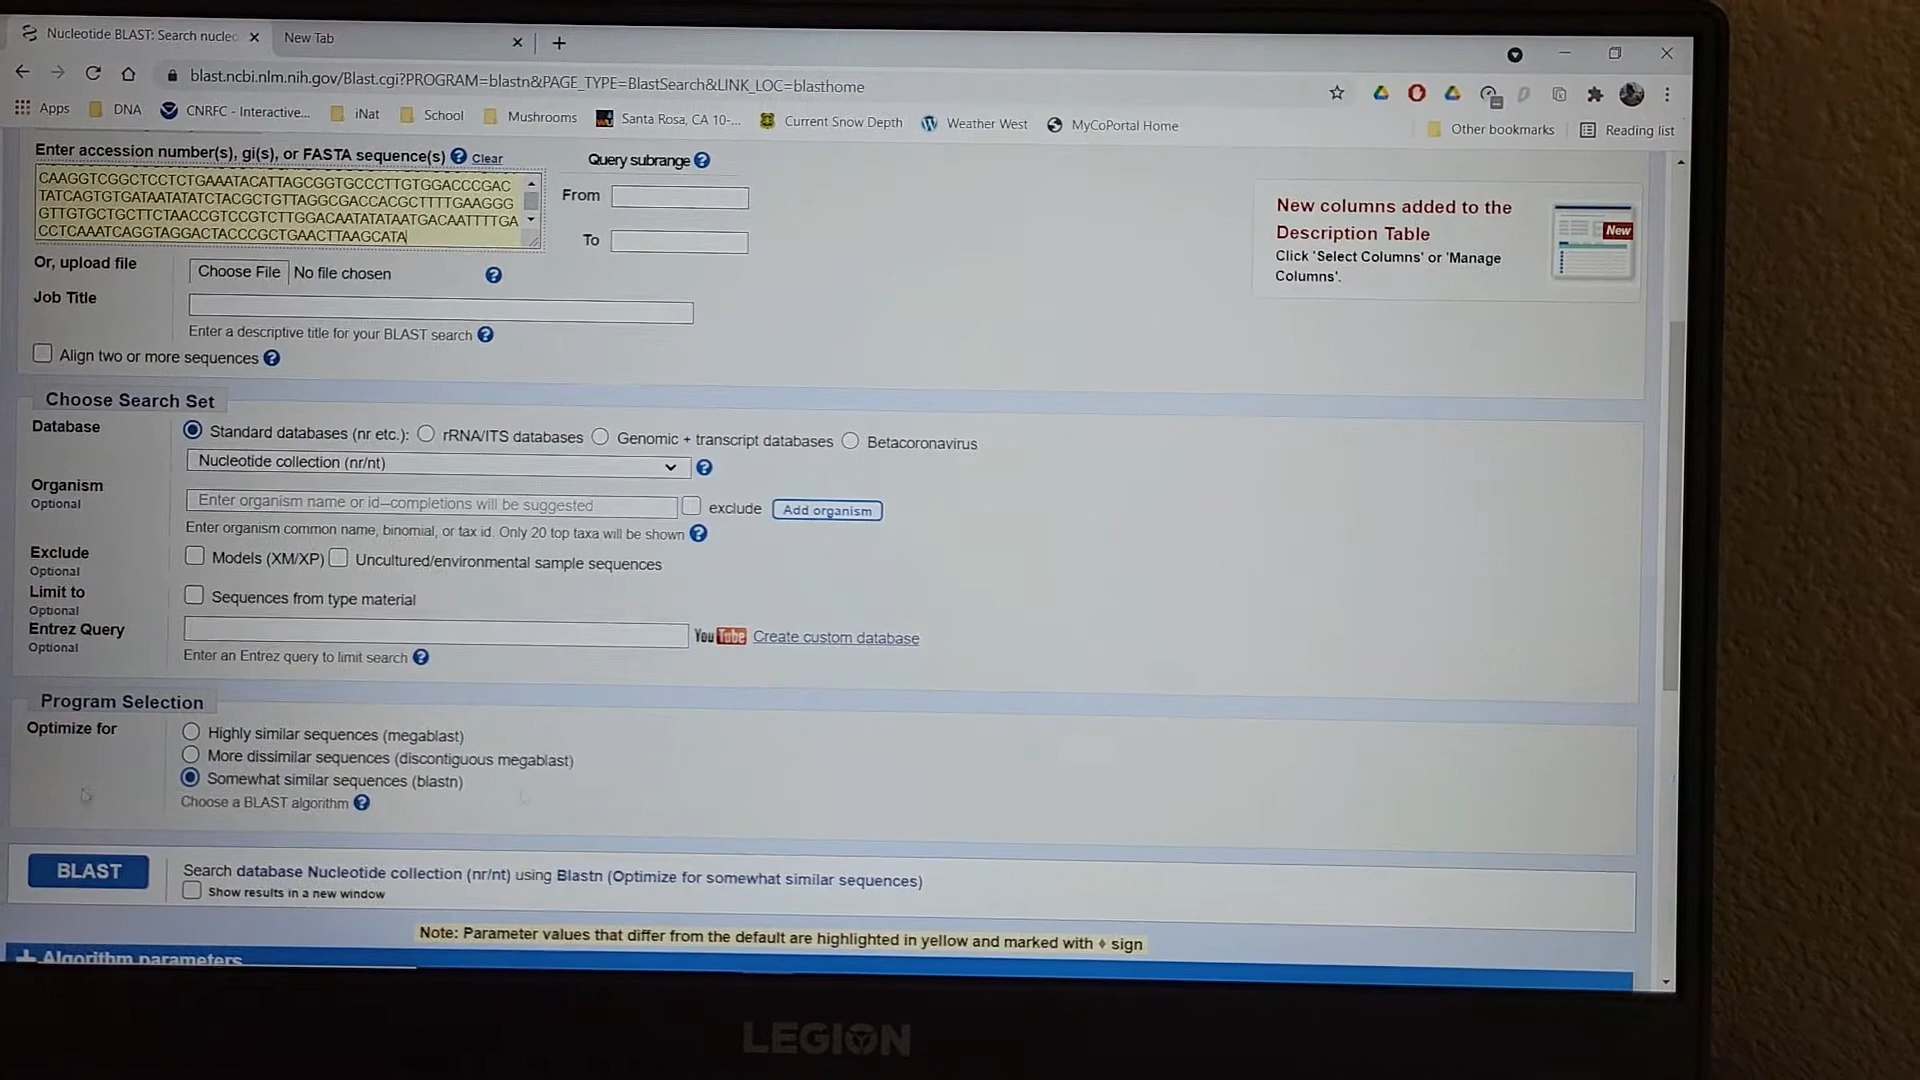 Nucleotide BLAST: Search nucleo
New Tab
blast.ncbi.nlm.nih.gov/Blast.cgi?PROGRAM=blastn&PAGE_TYPE=BlastSearch&LINK_LOC=blasthome
Apps DNA CNRFC - Interactive... iNat School Mushrooms Santa Rosa, CA 10-... Current Snow Depth Weather West MyCoPortal Home Other bookmarks Reading list
Enter accession number(s), gi(s), or FASTA sequence(s) ? Clear
Query subrange ?
CAAGGTCGGCTCCTCTGAAATACATTAGCGGTGCCCTTGTGGACCCGAC
TATCAGTGTGATAATATATCTACGCTGTTAGGCGACCACGCTTTTGAAGGG
GTTGTGCTGCTTCTAACCGTCCGTCTTGGACAATATATAATGACAATTTTGA
CCTCAAATCAGGTAGGACTACCCGCTGAACTTAAGCATA
From
To
New columns added to the
Description Table
Click 'Select Columns' or 'Manage
Columns'.
New
Or, upload file Choose File No file chosen ?
Job Title
Enter a descriptive title for your BLAST search ?
Align two or more sequences ?
Choose Search Set
Database Standard databases (nr etc.): rRNA/ITS databases Genomic + transcript databases Betacoronavirus
Nucleotide collection (nr/nt) ?
Organism
Optional
Enter organism name or id--completions will be suggested exclude Add organism
Enter organism common name, binomial, or tax id. Only 20 top taxa will be shown ?
Exclude
Optional
Models (XM/XP) Uncultured/environmental sample sequences
Limit to
Optional
Sequences from type material
Entrez Query
Optional
YouTube Create custom database
Enter an Entrez query to limit search ?
Program Selection
Optimize for
Highly similar sequences (megablast)
More dissimilar sequences (discontiguous megablast)
Somewhat similar sequences (blastn)
Choose a BLAST algorithm ?
BLAST
Search database Nucleotide collection (nr/nt) using Blastn (Optimize for somewhat similar sequences)
Show results in a new window
Note: Parameter values that differ from the default are highlighted in yellow and marked with ♦ sign
+ Algorithm parameters
LEGION